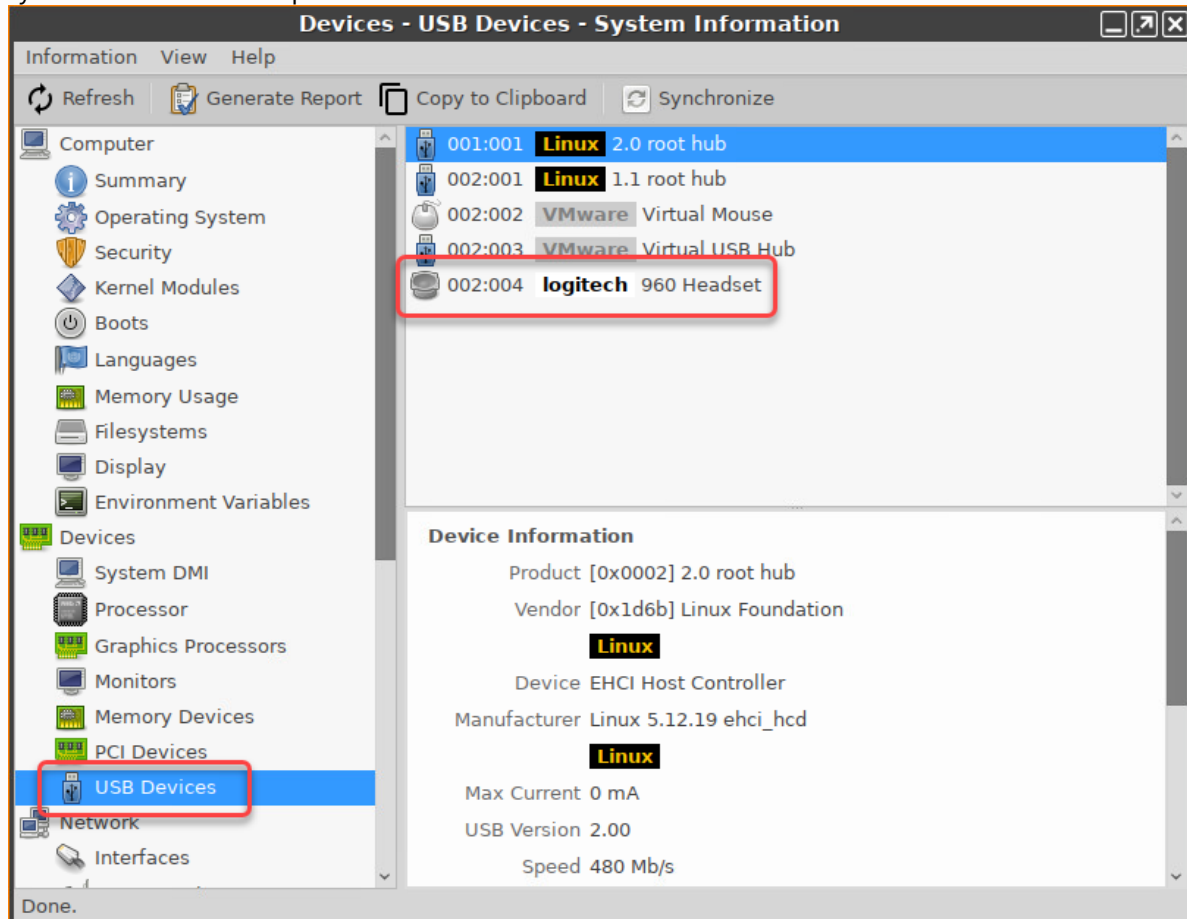 Devices - USB Devices - System Information
Information View Help
Refresh Generate Report Copy to Clipboard Synchronize
Computer
Summary
Operating System
Security
Kernel Modules
Boots
Languages
Memory Usage
Filesystems
Display
Environment Variables
Devices
System DMI
Processor
Graphics Processors
Monitors
Memory Devices
PCI Devices
USB Devices
Network
Interfaces
001:001 Linux 2.0 root hub
002:001 Linux 1.1 root hub
002:002 VMware Virtual Mouse
002:003 VMware Virtual USB Hub
002:004 logitech 960 Headset
Device Information
Product [0x0002] 2.0 root hub
Vendor [0x1d6b] Linux Foundation
Linux
Device EHCI Host Controller
Manufacturer Linux 5.12.19 ehci_hcd
Linux
Max Current 0 mA
USB Version 2.00
Speed 480 Mb/s
Done.